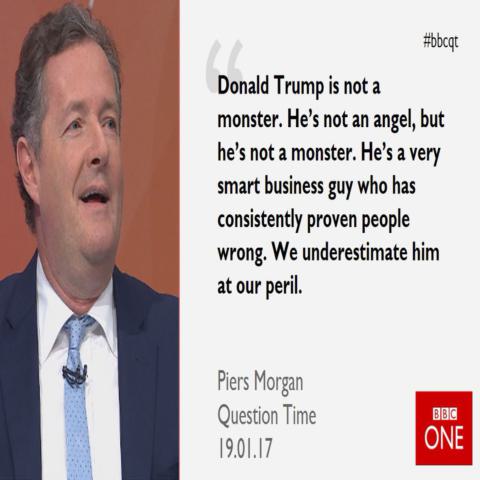 #bbcqt
“
Donald Trump is not a
monster. He's not an angel, but
he's not a monster. He's a very
smart business guy who has
consistently proven people
wrong. We underestimate him
at our peril.
Piers Morgan
Question Time
19.01.17
BBC
ONE